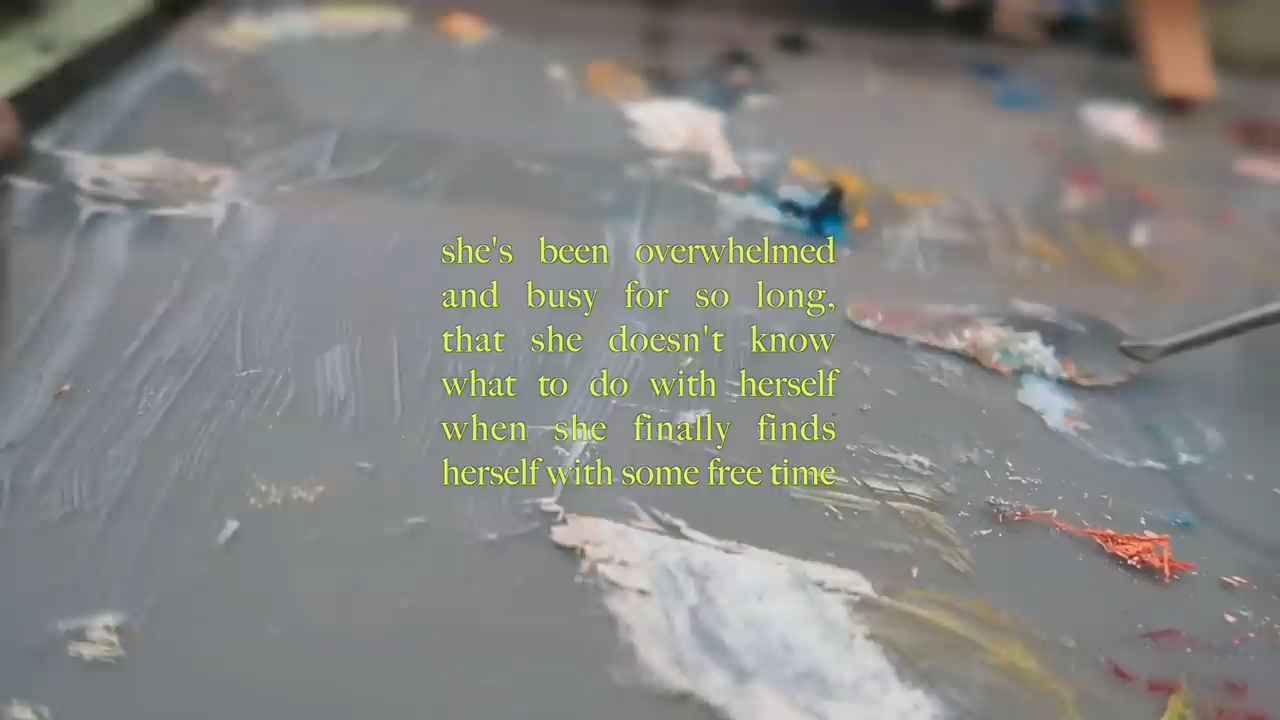 she's been overwhelmed
and busy for so long,
that she doesn't know
what to do with herself
when she finally finds
herself with some free time